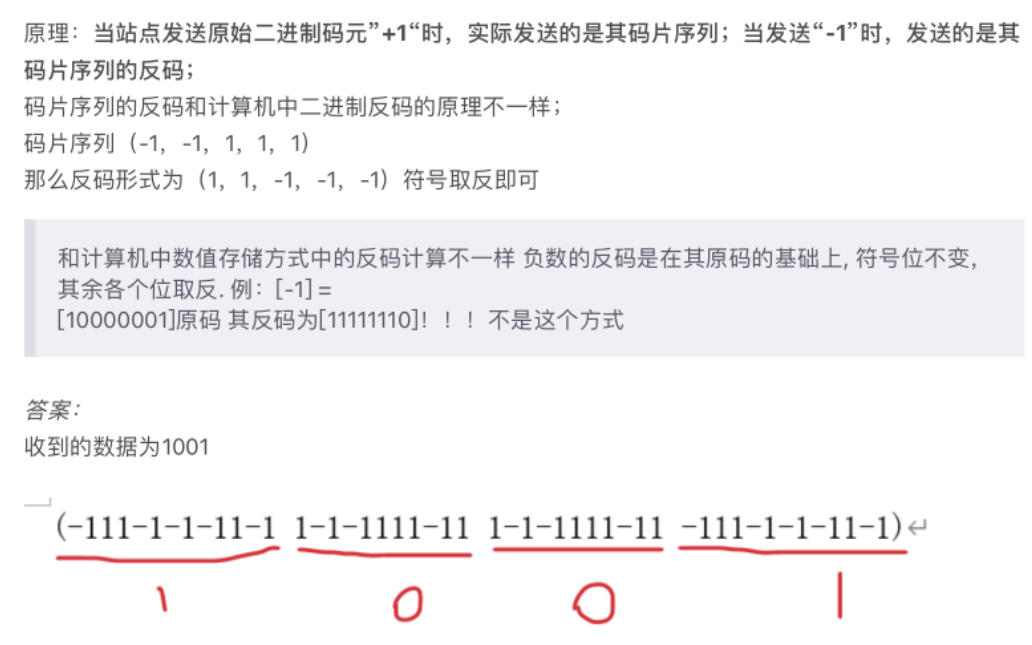 原理：当站点发送原始二进制码元”+1“时，实际发送的是其码片序列；当发送“-1”时，发送的是其
码片序列的反码；
码片序列的反码和计算机中二进制反码的原理不一样；
码片序列（-1，-1，1，1，1）
那么反码形式为（1，1，-1，-1，-1）符号取反即可
和计算机中数值存储方式中的反码计算不一样 负数的反码是在其原码的基础上, 符号位不变,
其余各个位取反. 例：[-1] =
[10000001]原码 其反码为[11111110]！！！ 不是这个方式
答案：
收到的数据为1001
(-111-1-1-11-1 1-1-1111-11 1-1-1111-11 -111-1-1-11-1)↵
1 0 0 1